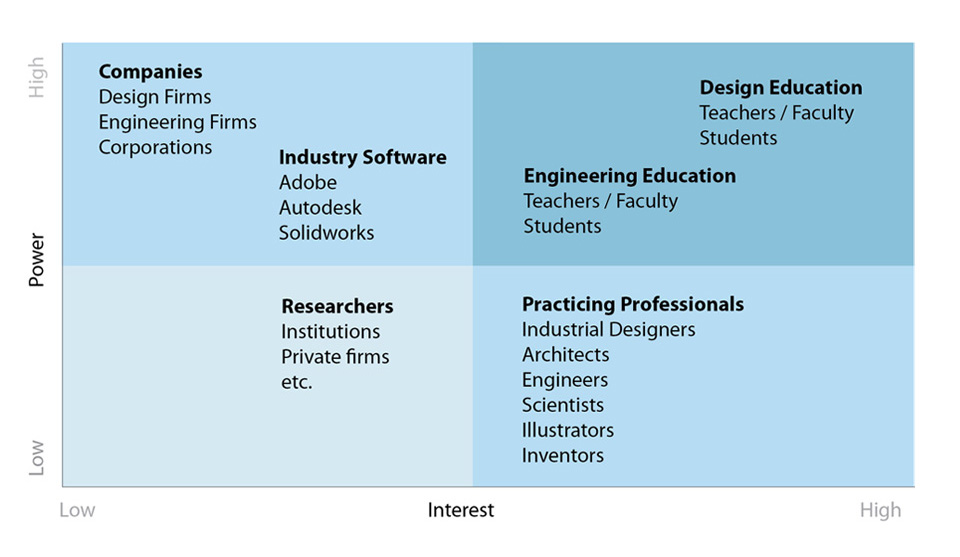 High
Companies
Design Firms
Engineering Firms
Corporations
Industry Software
Adobe
Autodesk
Solidworks
Design Education
Teachers / Faculty
Students
Engineering Education
Teachers / Faculty
Students
Power
Researchers
Institutions
Private firms
etc.
Practicing Professionals
Industrial Designers
Architects
Engineers
Scientists
Illustrators
Inventors
Low
Low
Interest
High